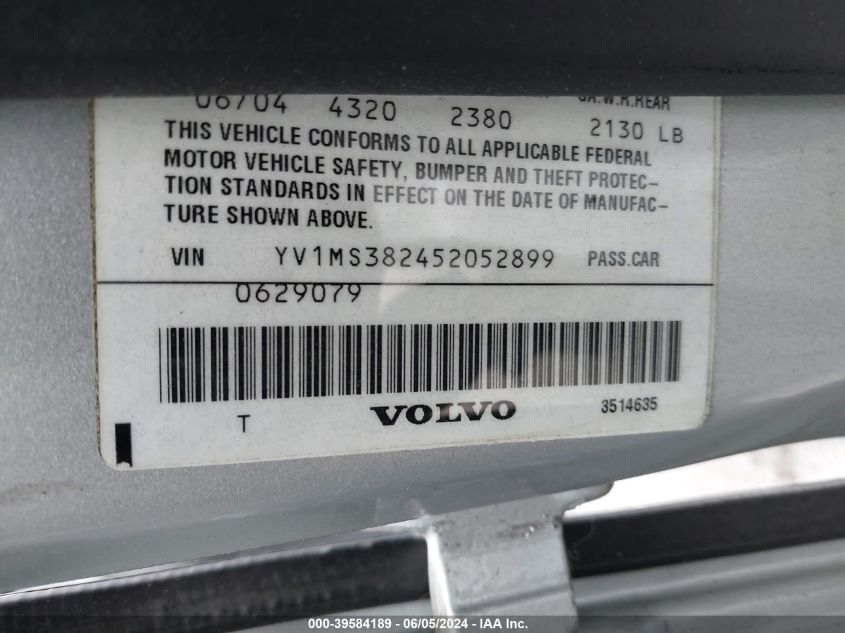 06/04 4320 2380 2130 LB
GA.W.R.REAR
THIS VEHICLE CONFORMS TO ALL APPLICABLE FEDERAL
MOTOR VEHICLE SAFETY, BUMPER AND THEFT PROTEC-
TION STANDARDS IN EFFECT ON THE DATE OF MANUFAC-
TURE SHOWN ABOVE.
VIN YV1MS382452052899 PASS.CAR
0629079
T VOLVO 3514635
000-39584189 - 06/05/2024 - IAA Inc.